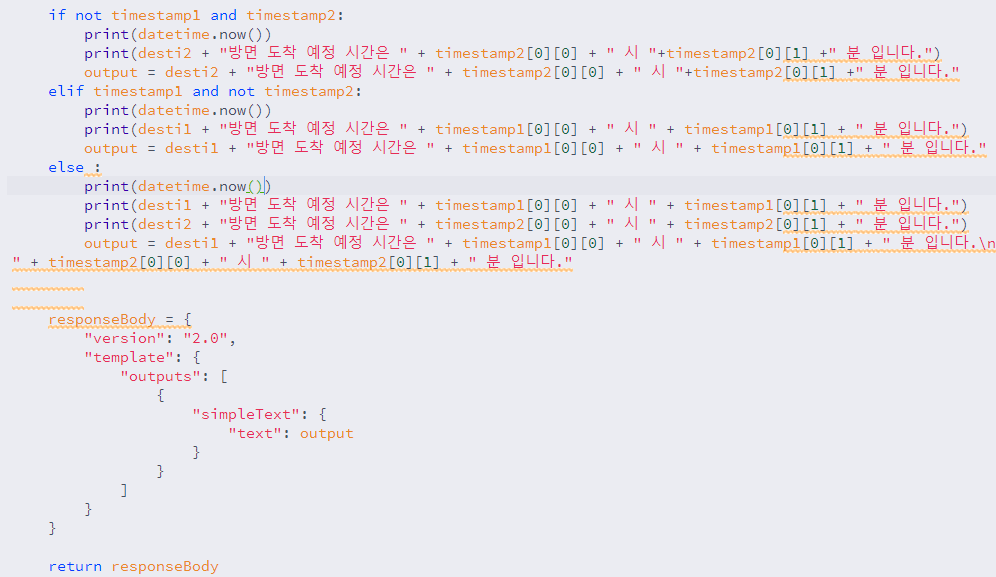 if not timestamp1 and timestamp2:
    print(datetime.now())
    print(desti2 + "방면 도착 예정 시간은 " + timestamp2[0][0] + " 시 "+timestamp2[0][1] +" 분 입니다.")
    output = desti2 + "방면 도착 예정 시간은 " + timestamp2[0][0] + " 시 "+timestamp2[0][1] +" 분 입니다."
elif timestamp1 and not timestamp2:
    print(datetime.now())
    print(desti1 + "방면 도착 예정 시간은 " + timestamp1[0][0] + " 시 " + timestamp1[0][1] + " 분 입니다.")
    output = desti1 + "방면 도착 예정 시간은 " + timestamp1[0][0] + " 시 " + timestamp1[0][1] + " 분 입니다."
else :
    print(datetime.now())
    print(desti1 + "방면 도착 예정 시간은 " + timestamp1[0][0] + " 시 " + timestamp1[0][1] + " 분 입니다.")
    print(desti2 + "방면 도착 예정 시간은 " + timestamp2[0][0] +  " 시 " + timestamp2[0][1] + " 분 입니다.")
    output = desti1 + "방면 도착 예정 시간은 " + timestamp1[0][0] + " 시 " + timestamp1[0][1] + " 분 입니다.\n
" + timestamp2[0][0] + " 시 " + timestamp2[0][1] + " 분 입니다."
responseBody = {
    "version": "2.0",
    "template": {
        "outputs": [
            {
                "simpleText": {
                    "text": output
                }
            }
        ]
    }
}
return responseBody